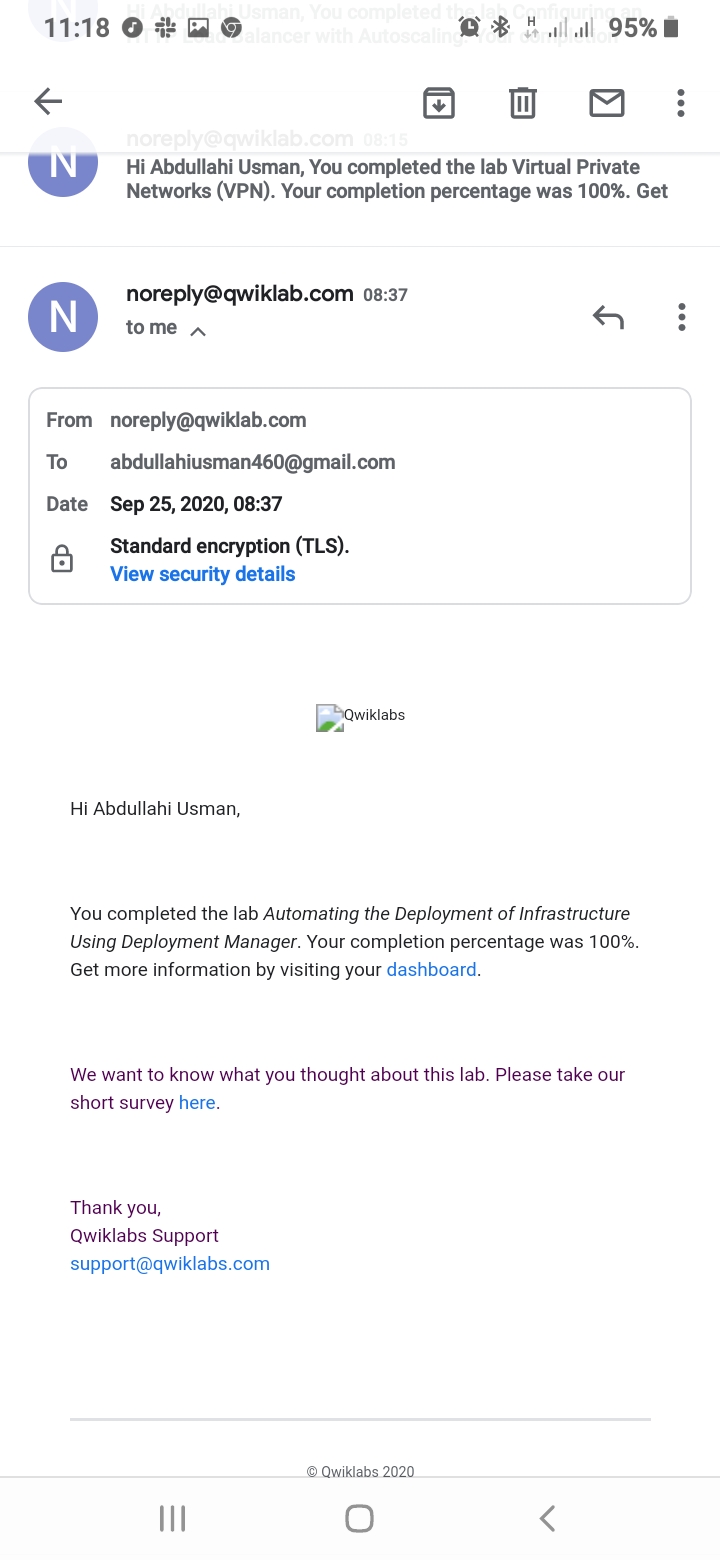 Hi Abdullahi Usman, You completed the lab Configuring an
HTTP Load Balancer with Autoscaling. Your completion
11:18
H
95%
N
noreply@qwiklab.com 08:15
Hi Abdullahi Usman, You completed the lab Virtual Private
Networks (VPN). Your completion percentage was 100%. Get
N
noreply@qwiklab.com 08:37
to me
From noreply@qwiklab.com
To abdullahiusman460@gmail.com
Date Sep 25, 2020, 08:37
Standard encryption (TLS).
View security details
Qwiklabs
Hi Abdullahi Usman,
You completed the lab Automating the Deployment of Infrastructure
Using Deployment Manager. Your completion percentage was 100%.
Get more information by visiting your dashboard.
We want to know what you thought about this lab. Please take our
short survey here.
Thank you,
Qwiklabs Support
support@qwiklabs.com
© Qwiklabs 2020